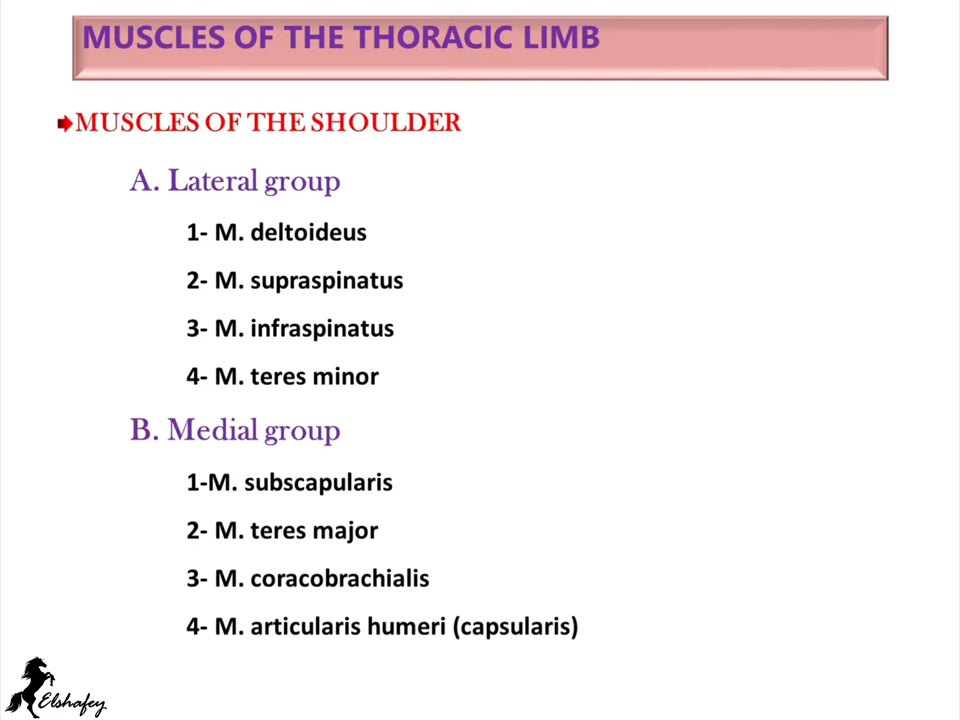 MUSCLES OF THE THORACIC LIMB
MUSCLES OF THE SHOULDER
A. Lateral group
1- M. deltoideus
2- M. supraspinatus
3- M. infraspinatus
4- M. teres minor
B. Medial group
1-M. subscapularis
2- M. teres major
3- M. coracobrachialis
4- M. articularis humeri (capsularis)
Elshafey